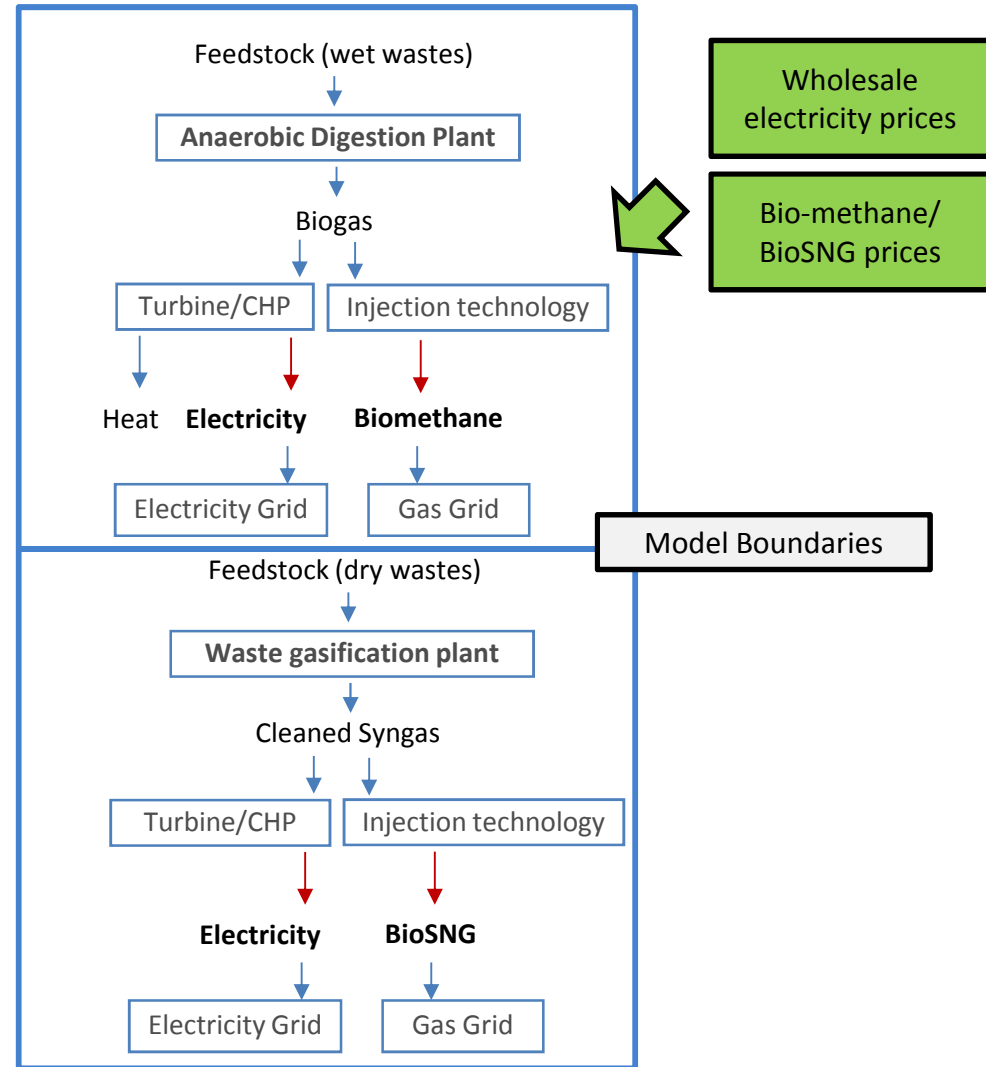 Feedstock (wet wastes)
Anaerobic Digestion Plant
Biogas
Turbine/CHP
Injection technology
Heat
Electricity
Biomethane
Electricity Grid
Gas Grid
Wholesale
electricity prices
Bio-methane/
BioSNG prices
Model Boundaries
Feedstock (dry wastes)
Waste gasification plant
Cleaned Syngas
Turbine/CHP
Injection technology
Electricity
BioSNG
Electricity Grid
Gas Grid